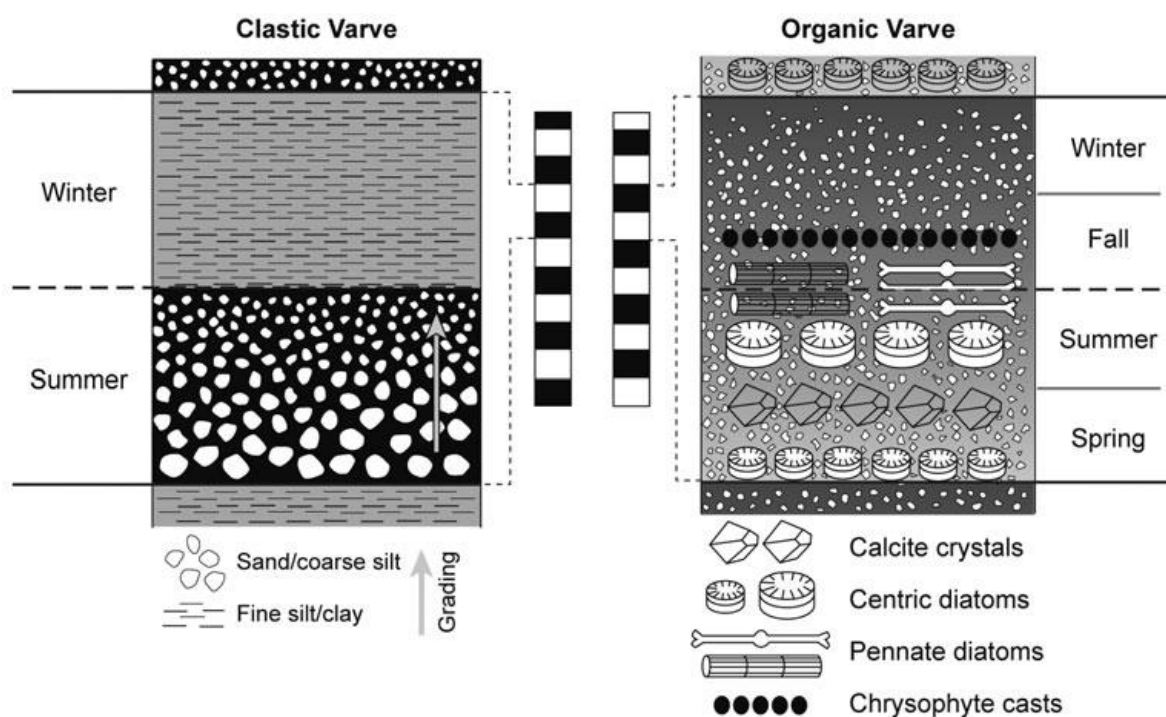 Clastic Varve
Organic Varve
Winter
Summer
Winter
Fall
Summer
Spring
Sand/coarse silt
Fine silt/clay
Grading
Calcite crystals
Centric diatoms
Pennate diatoms
Chrysophyte casts